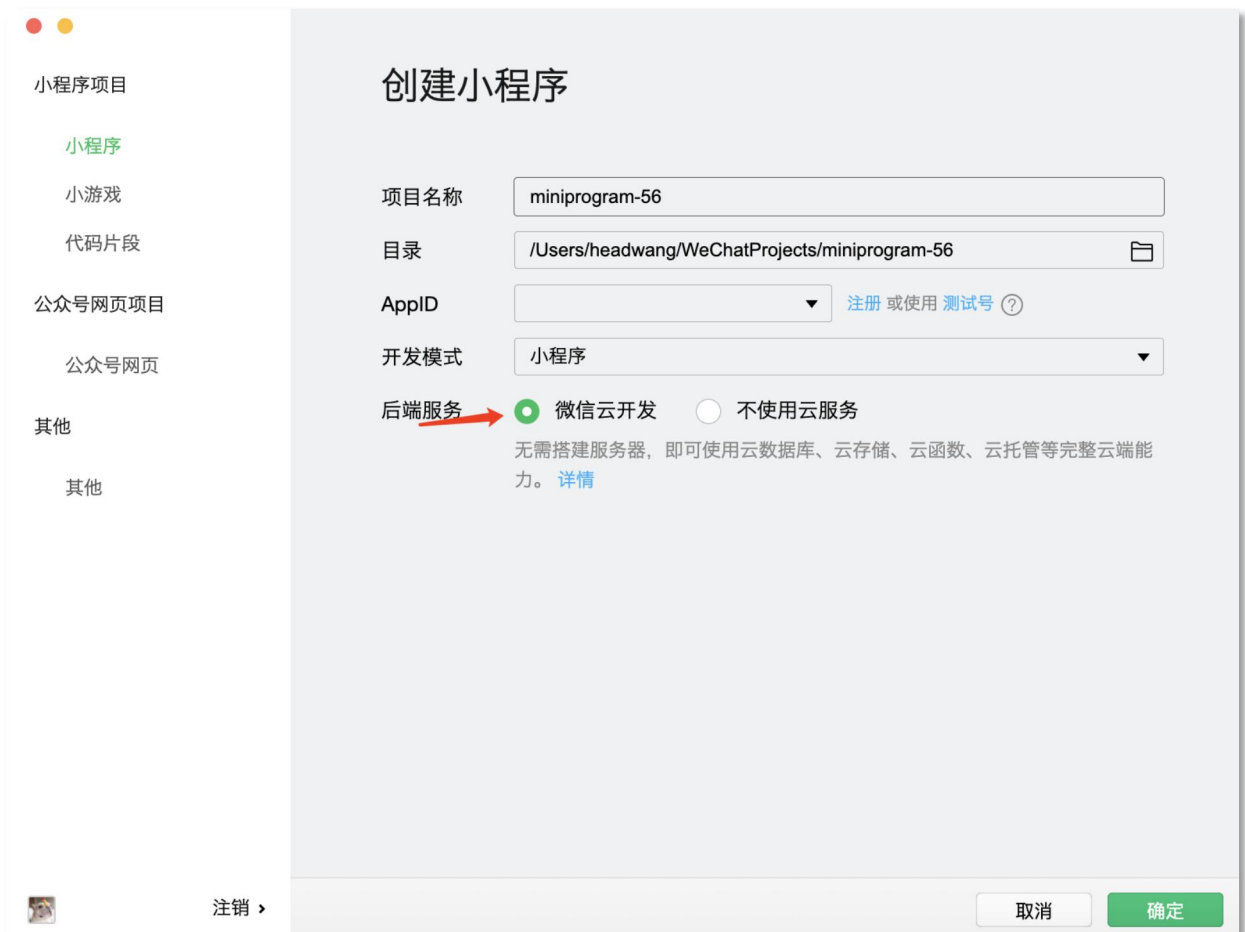 小程序项目
小程序
小游戏
代码片段
公众号网页项目
公众号网页
其他
其他
注销 ›
创建小程序
项目名称 miniprogram-56
目录 /Users/headwang/WeChatProjects/miniprogram-56
AppID 注册 或使用 测试号 ?
开发模式 小程序
后端服务 微信云开发 不使用云服务
无需搭建服务器，即可使用云数据库、云存储、云函数、云托管等完整云端能
力。 详情
取消 确定